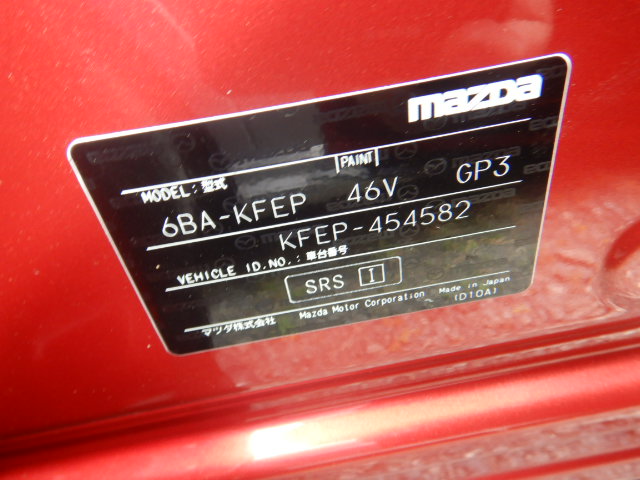 mazda
PAINT
MODEL: 型式
6BA-KFEP 46V GP3
KFEP-454582
VEHICLE ID.NO.: 車台番号
SRS I
マツダ株式会社 Mazda Motor Corporation Made in Japan
(D10A)